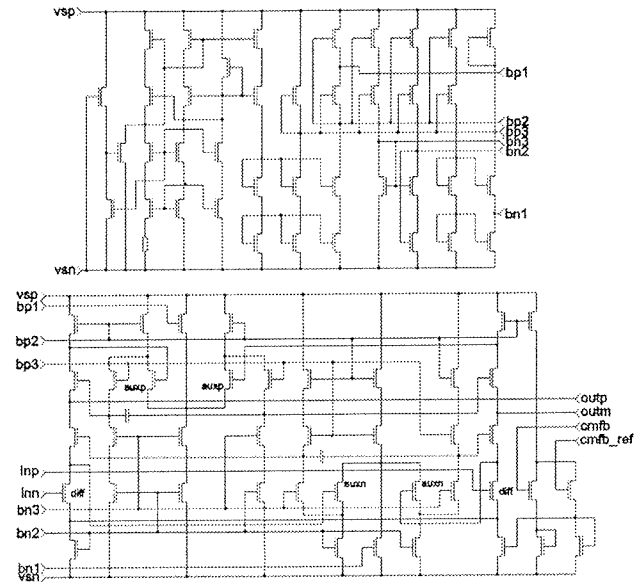 vsp
bp1
bp2
bp3
bn3
bn2
bn1
vsn
vsp
bp1
bp2
bp3
auxp
auxp
outp
outm
cmfb
cmfb_ref
inp
inn
diff
auxn
auxn
diff
bn3
bn2
bn1
vsn